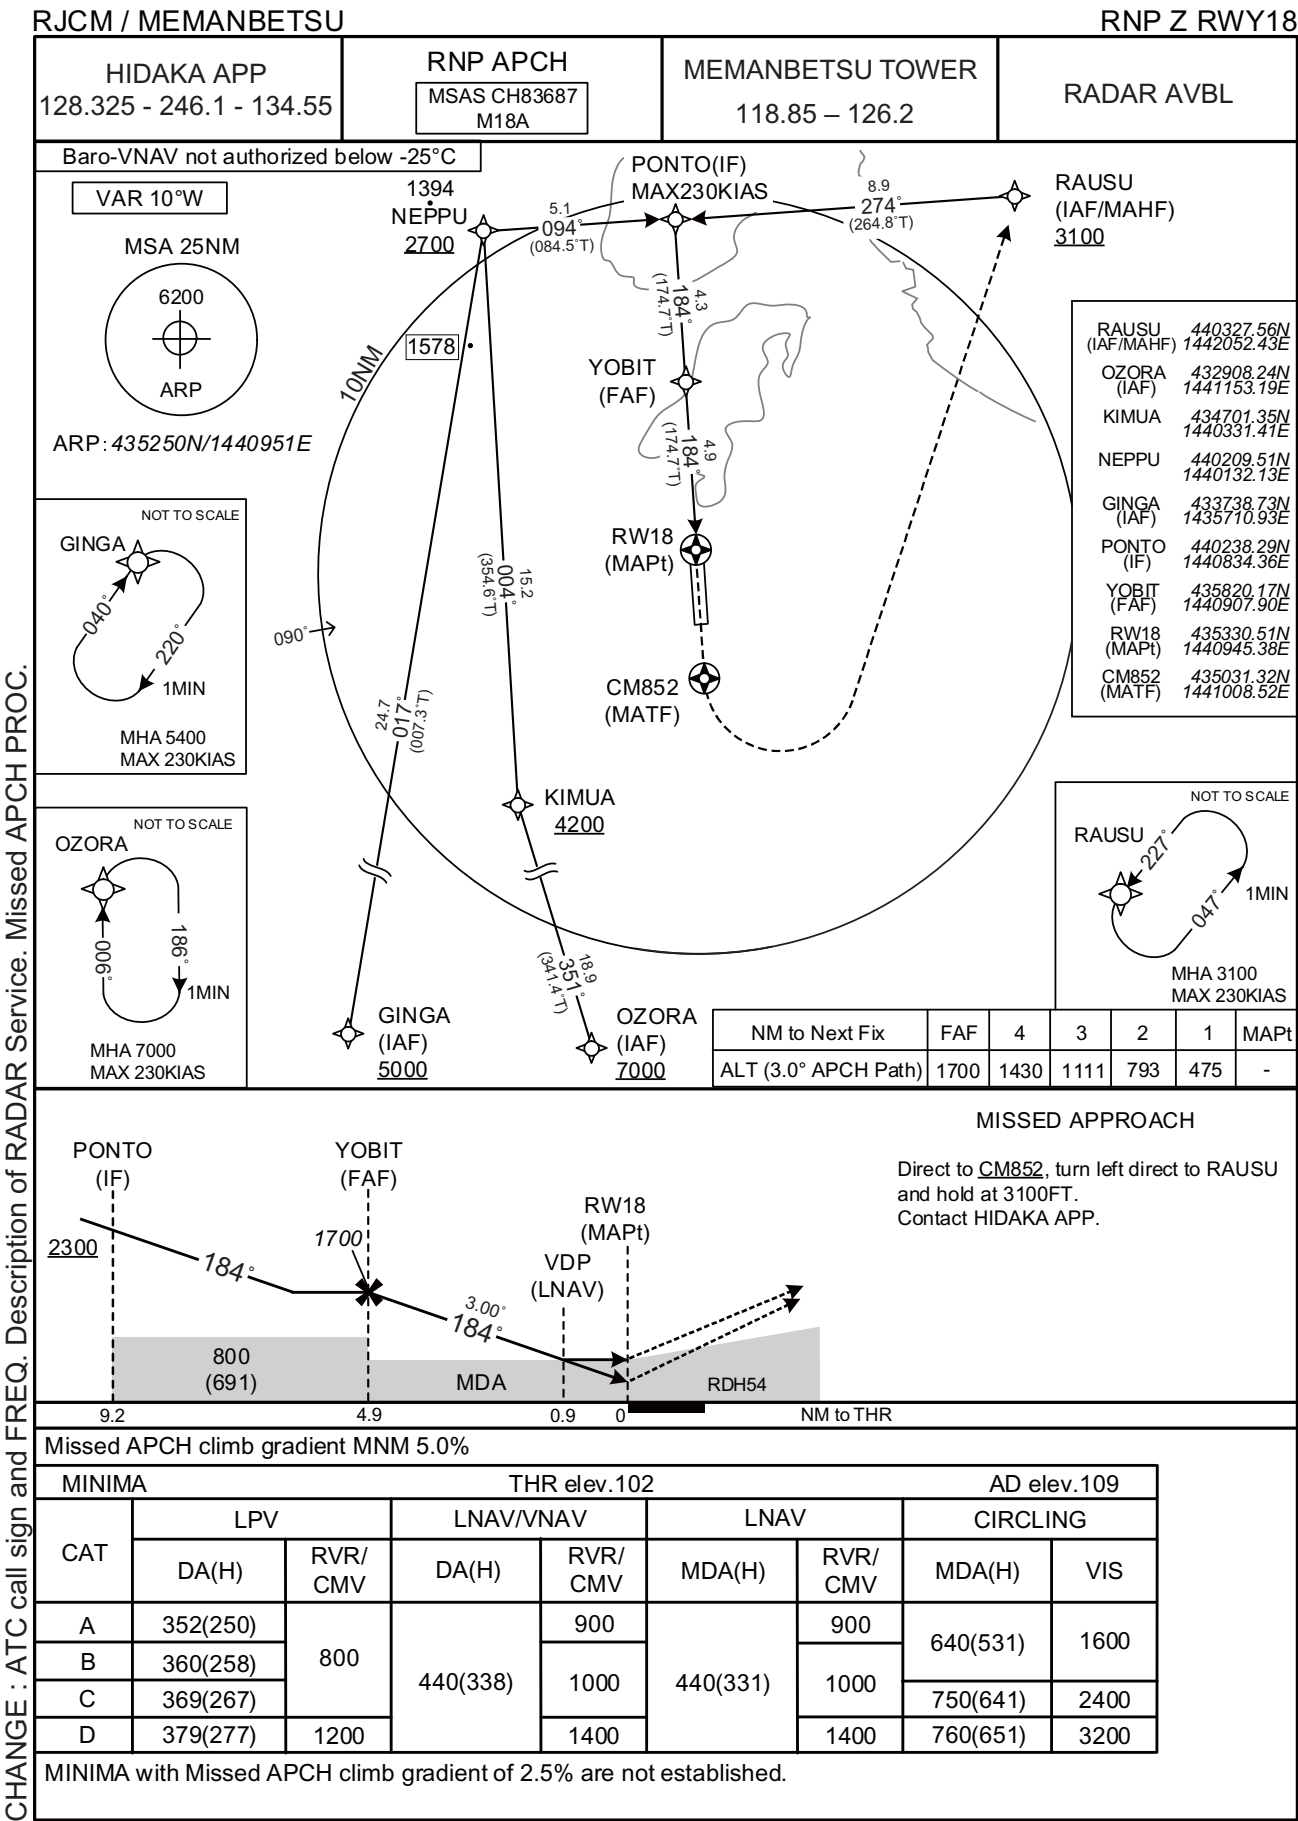 RJCM / MEMANBETSU
RNP Z RWY18
HIDAKA APP
128.325 - 246.1 - 134.55
RNP APCH
MSAS CH83687
M18A
MEMANBETSU TOWER
118.85 – 126.2
RADAR AVBL
Baro-VNAV not authorized below -25°C
VAR 10°W
MSA 25NM
6200
ARP
ARP: 435250N/1440951E
1394
NEPPU
2700
5.1
094°
(084.5°T)
PONTO(IF)
MAX230KIAS
8.9
274°
(264.8°T)
RAUSU
(IAF/MAHF)
3100
1578
10NM
4.3
184°
(174.7°T)
YOBIT
(FAF)
4.9
184°
(174.7°T)
RW18
(MAPt)
CM852
(MATF)
15.2
004°
(354.6°T)
090°
24.7
017°
(007.3°T)
KIMUA
4200
18.9
351°
(341.4°T)
GINGA
(IAF)
5000
OZORA
(IAF)
7000
RAUSU 440327.56N
(IAF/MAHF) 1442052.43E
OZORA 432908.24N
(IAF) 1441153.19E
KIMUA 434701.35N
1440331.41E
NEPPU 440209.51N
1440132.13E
GINGA 433738.73N
(IAF) 1435710.93E
PONTO 440238.29N
(IF) 1440834.36E
YOBIT 435820.17N
(FAF) 1440907.90E
RW18 435330.51N
(MAPt) 1440945.38E
CM852 435031.32N
(MATF) 1441008.52E
NOT TO SCALE
GINGA
040°
220°
1MIN
MHA 5400
MAX 230KIAS
NOT TO SCALE
OZORA
006°
186°
1MIN
MHA 7000
MAX 230KIAS
NOT TO SCALE
RAUSU
227°
047°
1MIN
MHA 3100
MAX 230KIAS
NM to Next Fix FAF 4 3 2 1 MAPt
ALT (3.0° APCH Path) 1700 1430 1111 793 475 -
PONTO
(IF)
2300
184°
YOBIT
(FAF)
1700
3.00°
184°
VDP
(LNAV)
RW18
(MAPt)
800
(691)
MDA
RDH54
9.2 4.9 0.9 0 NM to THR
MISSED APPROACH
Direct to CM852, turn left direct to RAUSU
and hold at 3100FT.
Contact HIDAKA APP.
Missed APCH climb gradient MNM 5.0%
MINIMA THR elev.102 AD elev.109
CAT LPV LNAV/VNAV LNAV CIRCLING
DA(H) RVR/ CMV DA(H) RVR/ CMV MDA(H) RVR/ CMV MDA(H) VIS
A 352(250) 800 440(338) 900 440(331) 900 640(531) 1600
B 360(258) 1000 1000
C 369(267) 750(641) 2400
D 379(277) 1200 1400 1400 760(651) 3200
MINIMA with Missed APCH climb gradient of 2.5% are not established.
CHANGE : ATC call sign and FREQ. Description of RADAR Service. Missed APCH PROC.